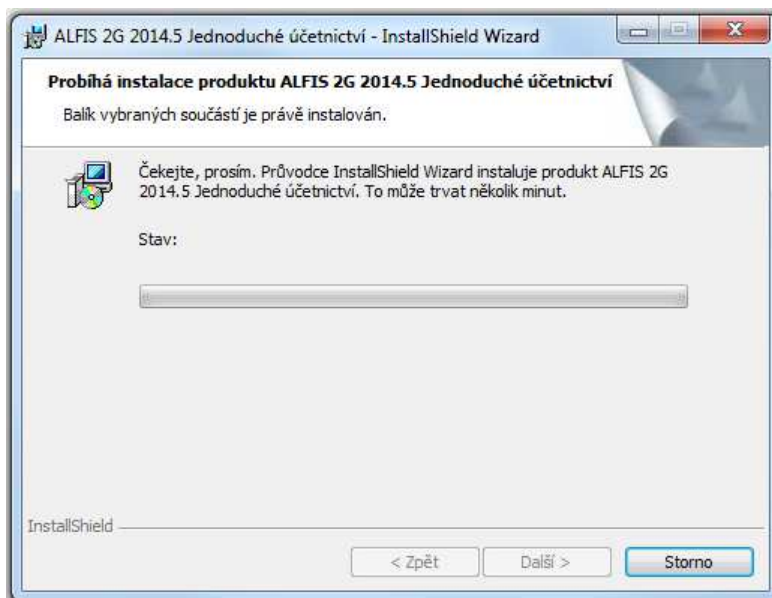 ALFIS 2G 2014.5 Jednoduché účetnictví - InstallShield Wizard
Probíhá instalace produktu ALFIS 2G 2014.5 Jednoduché účetnictví
Balík vybraných součástí je právě instalován.
Čekejte, prosím. Průvodce InstallShield Wizard instaluje produkt ALFIS 2G
2014.5 Jednoduché účetnictví. To může trvat několik minut.
Stav:
InstallShield
< Zpět
Další >
Storno